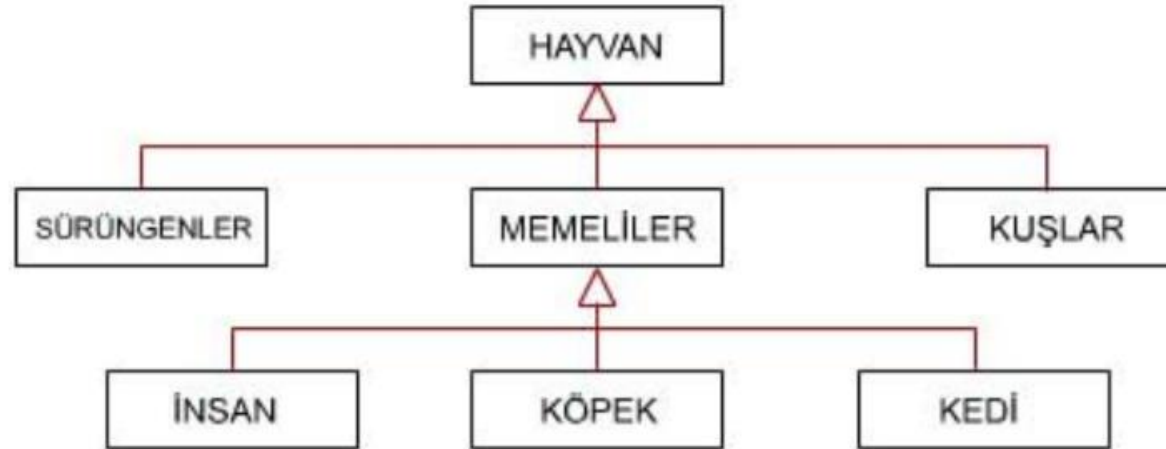 HAYVAN
SÜRÜNGENLER
MEMELİLER
KUŞLAR
İNSAN
KÖPEK
KEDİ